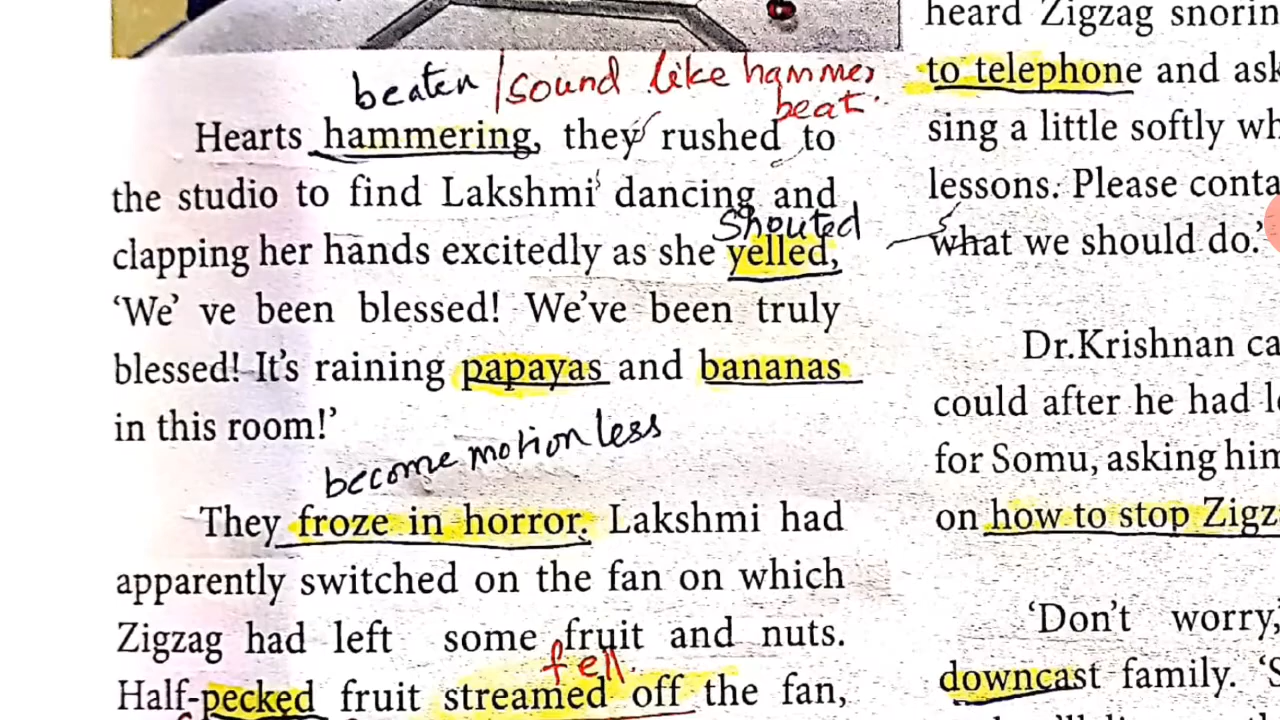 beaten / sound like hammer
beat.
Hearts hammering, they rushed to
the studio to find Lakshmi dancing and
shouted
clapping her hands excitedly as she yelled,
‘We’ ve been blessed! We’ve been truly
blessed! It’s raining papayas and bananas
in this room!’
become motionless
They froze in horror. Lakshmi had
apparently switched on the fan on which
Zigzag had left some fruit and nuts.
fell.
Half-pecked fruit streamed off the fan,
heard Zigzag snorin
to telephone and ask
sing a little softly wh
lessons. Please conta
what we should do.’
Dr.Krishnan ca
could after he had le
for Somu, asking him
on how to stop Zigz
‘Don’t worry,
downcast family. ‘S